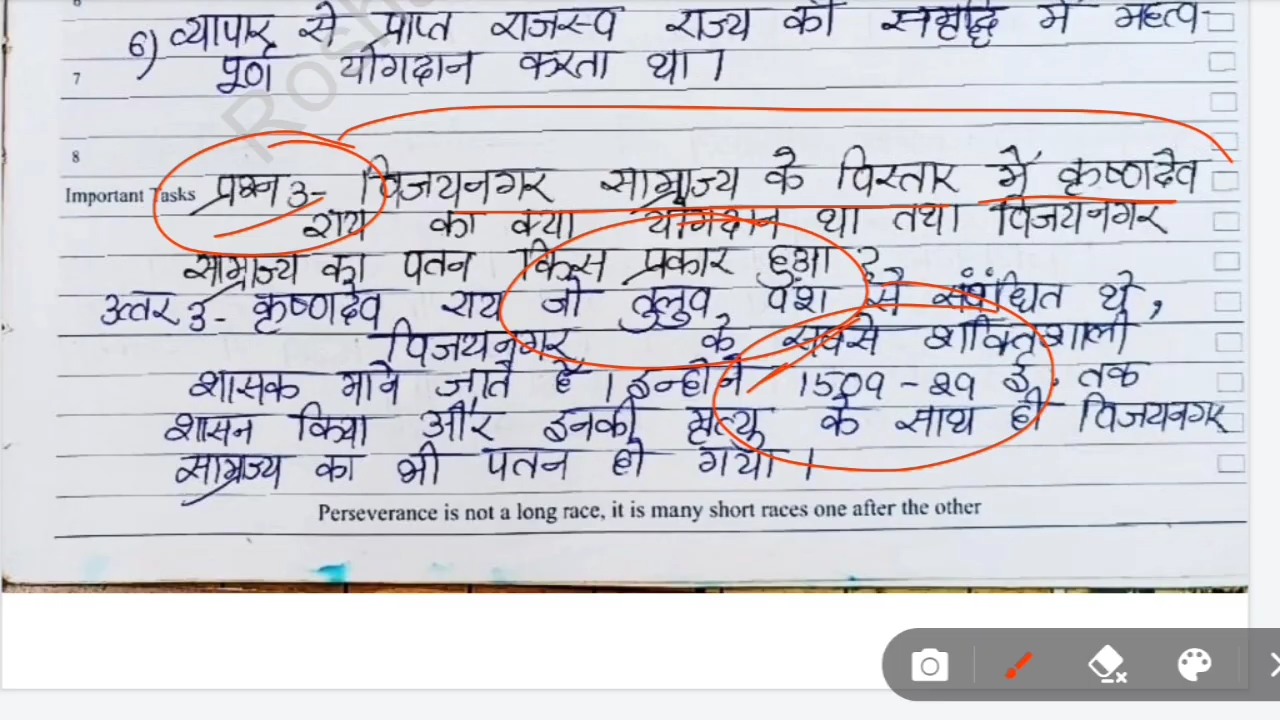 6) व्यापार से प्राप्त राजस्व राज्य की समृद्धि में महत्व-
7 पूर्ण योगदान करता था।
8
Important Tasks प्रश्न 3- विजयनगर साम्राज्य के विस्तार में कृष्णदेव
राय का क्या योगदान था तथा विजयनगर
साम्राज्य का पतन किस प्रकार हुआ ?
उत्तर 3- कृष्णदेव राय जो तुलुव वंश से संबंधित थे,
विजयनगर के सबसे शक्तिशाली
शासक माने जाते हैं। इन्होंने 1509-29 ई. तक
शासन किया और इनकी मृत्यु के साथ ही विजयनगर
साम्राज्य का भी पतन हो गया।
Perseverance is not a long race, it is many short races one after the other